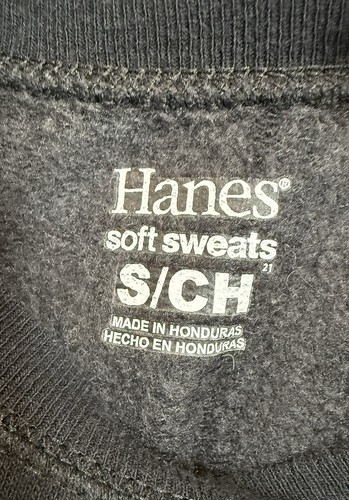 Hanes®
soft sweats
S/CH
21
MADE IN HONDURAS
HECHO EN HONDURAS